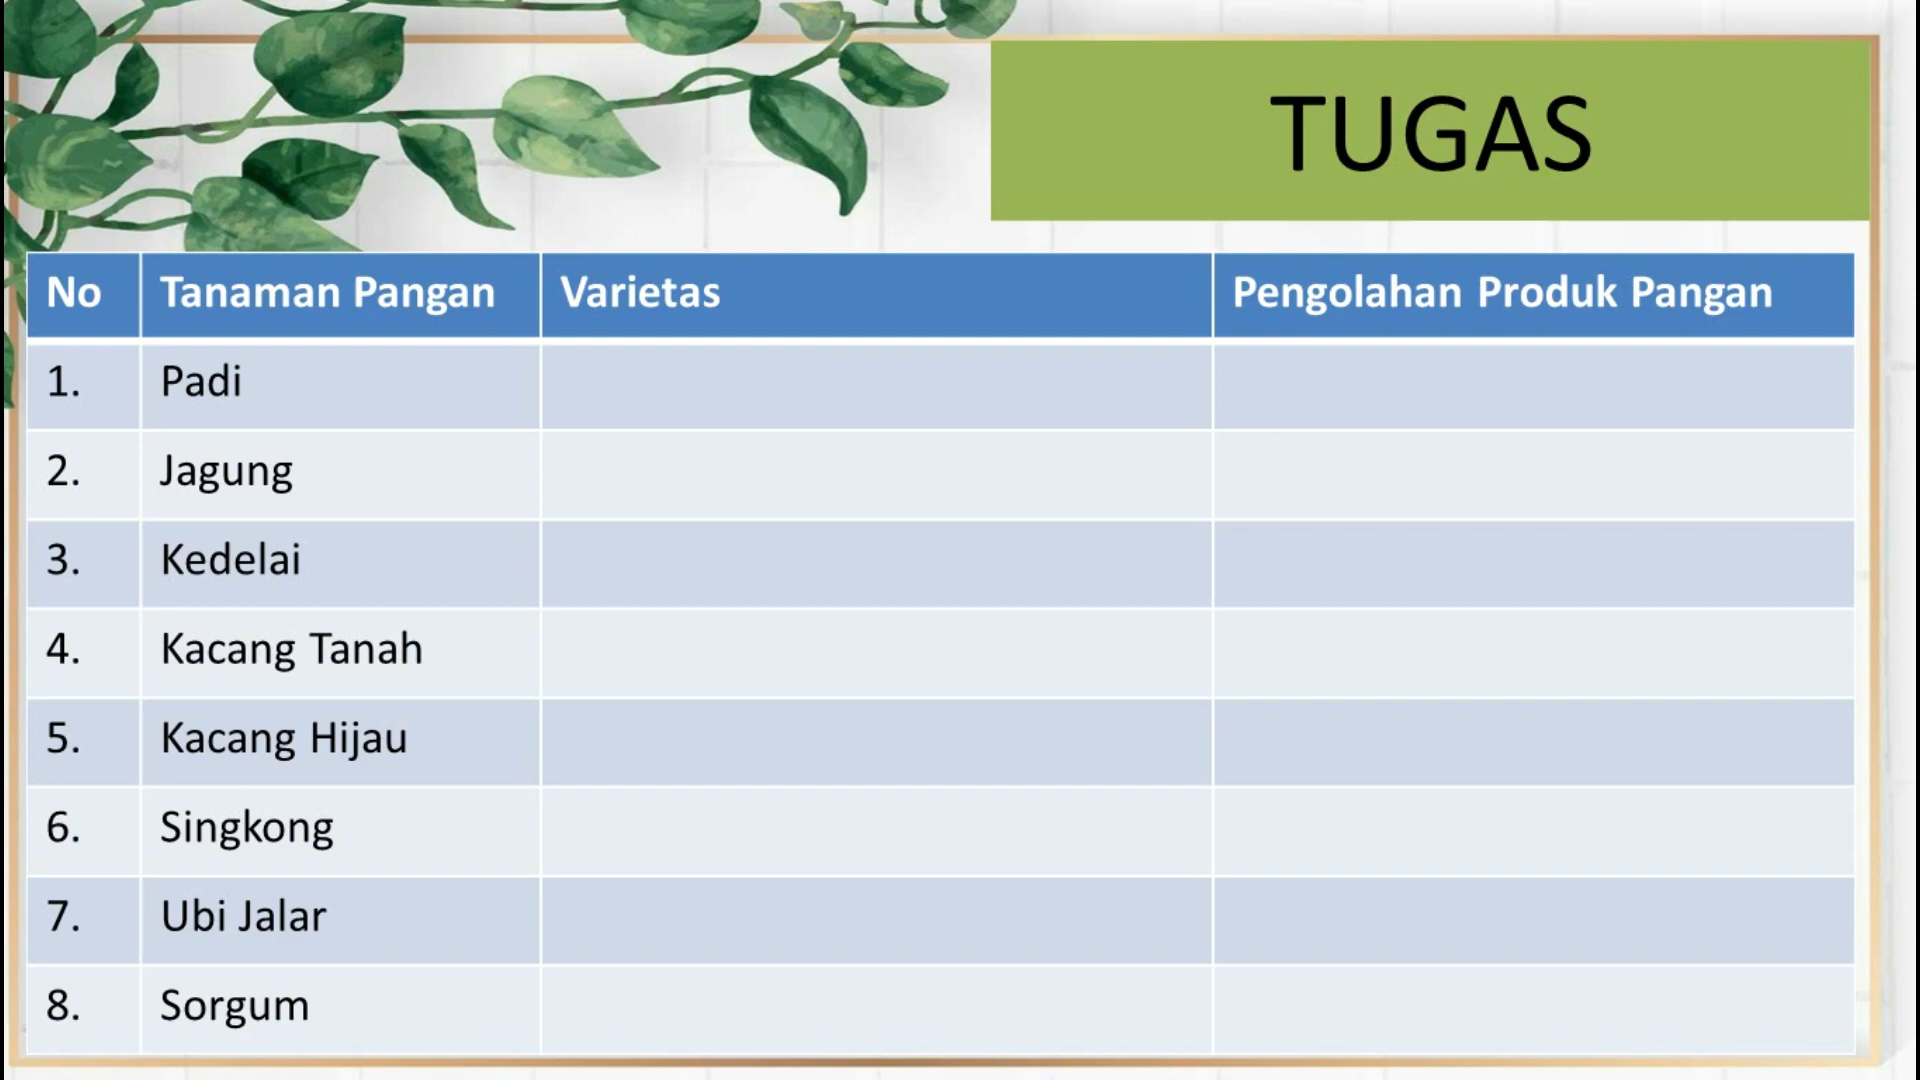 TUGAS
No Tanaman Pangan Varietas Pengolahan Produk Pangan
1. Padi
2. Jagung
3. Kedelai
4. Kacang Tanah
5. Kacang Hijau
6. Singkong
7. Ubi Jalar
8. Sorgum